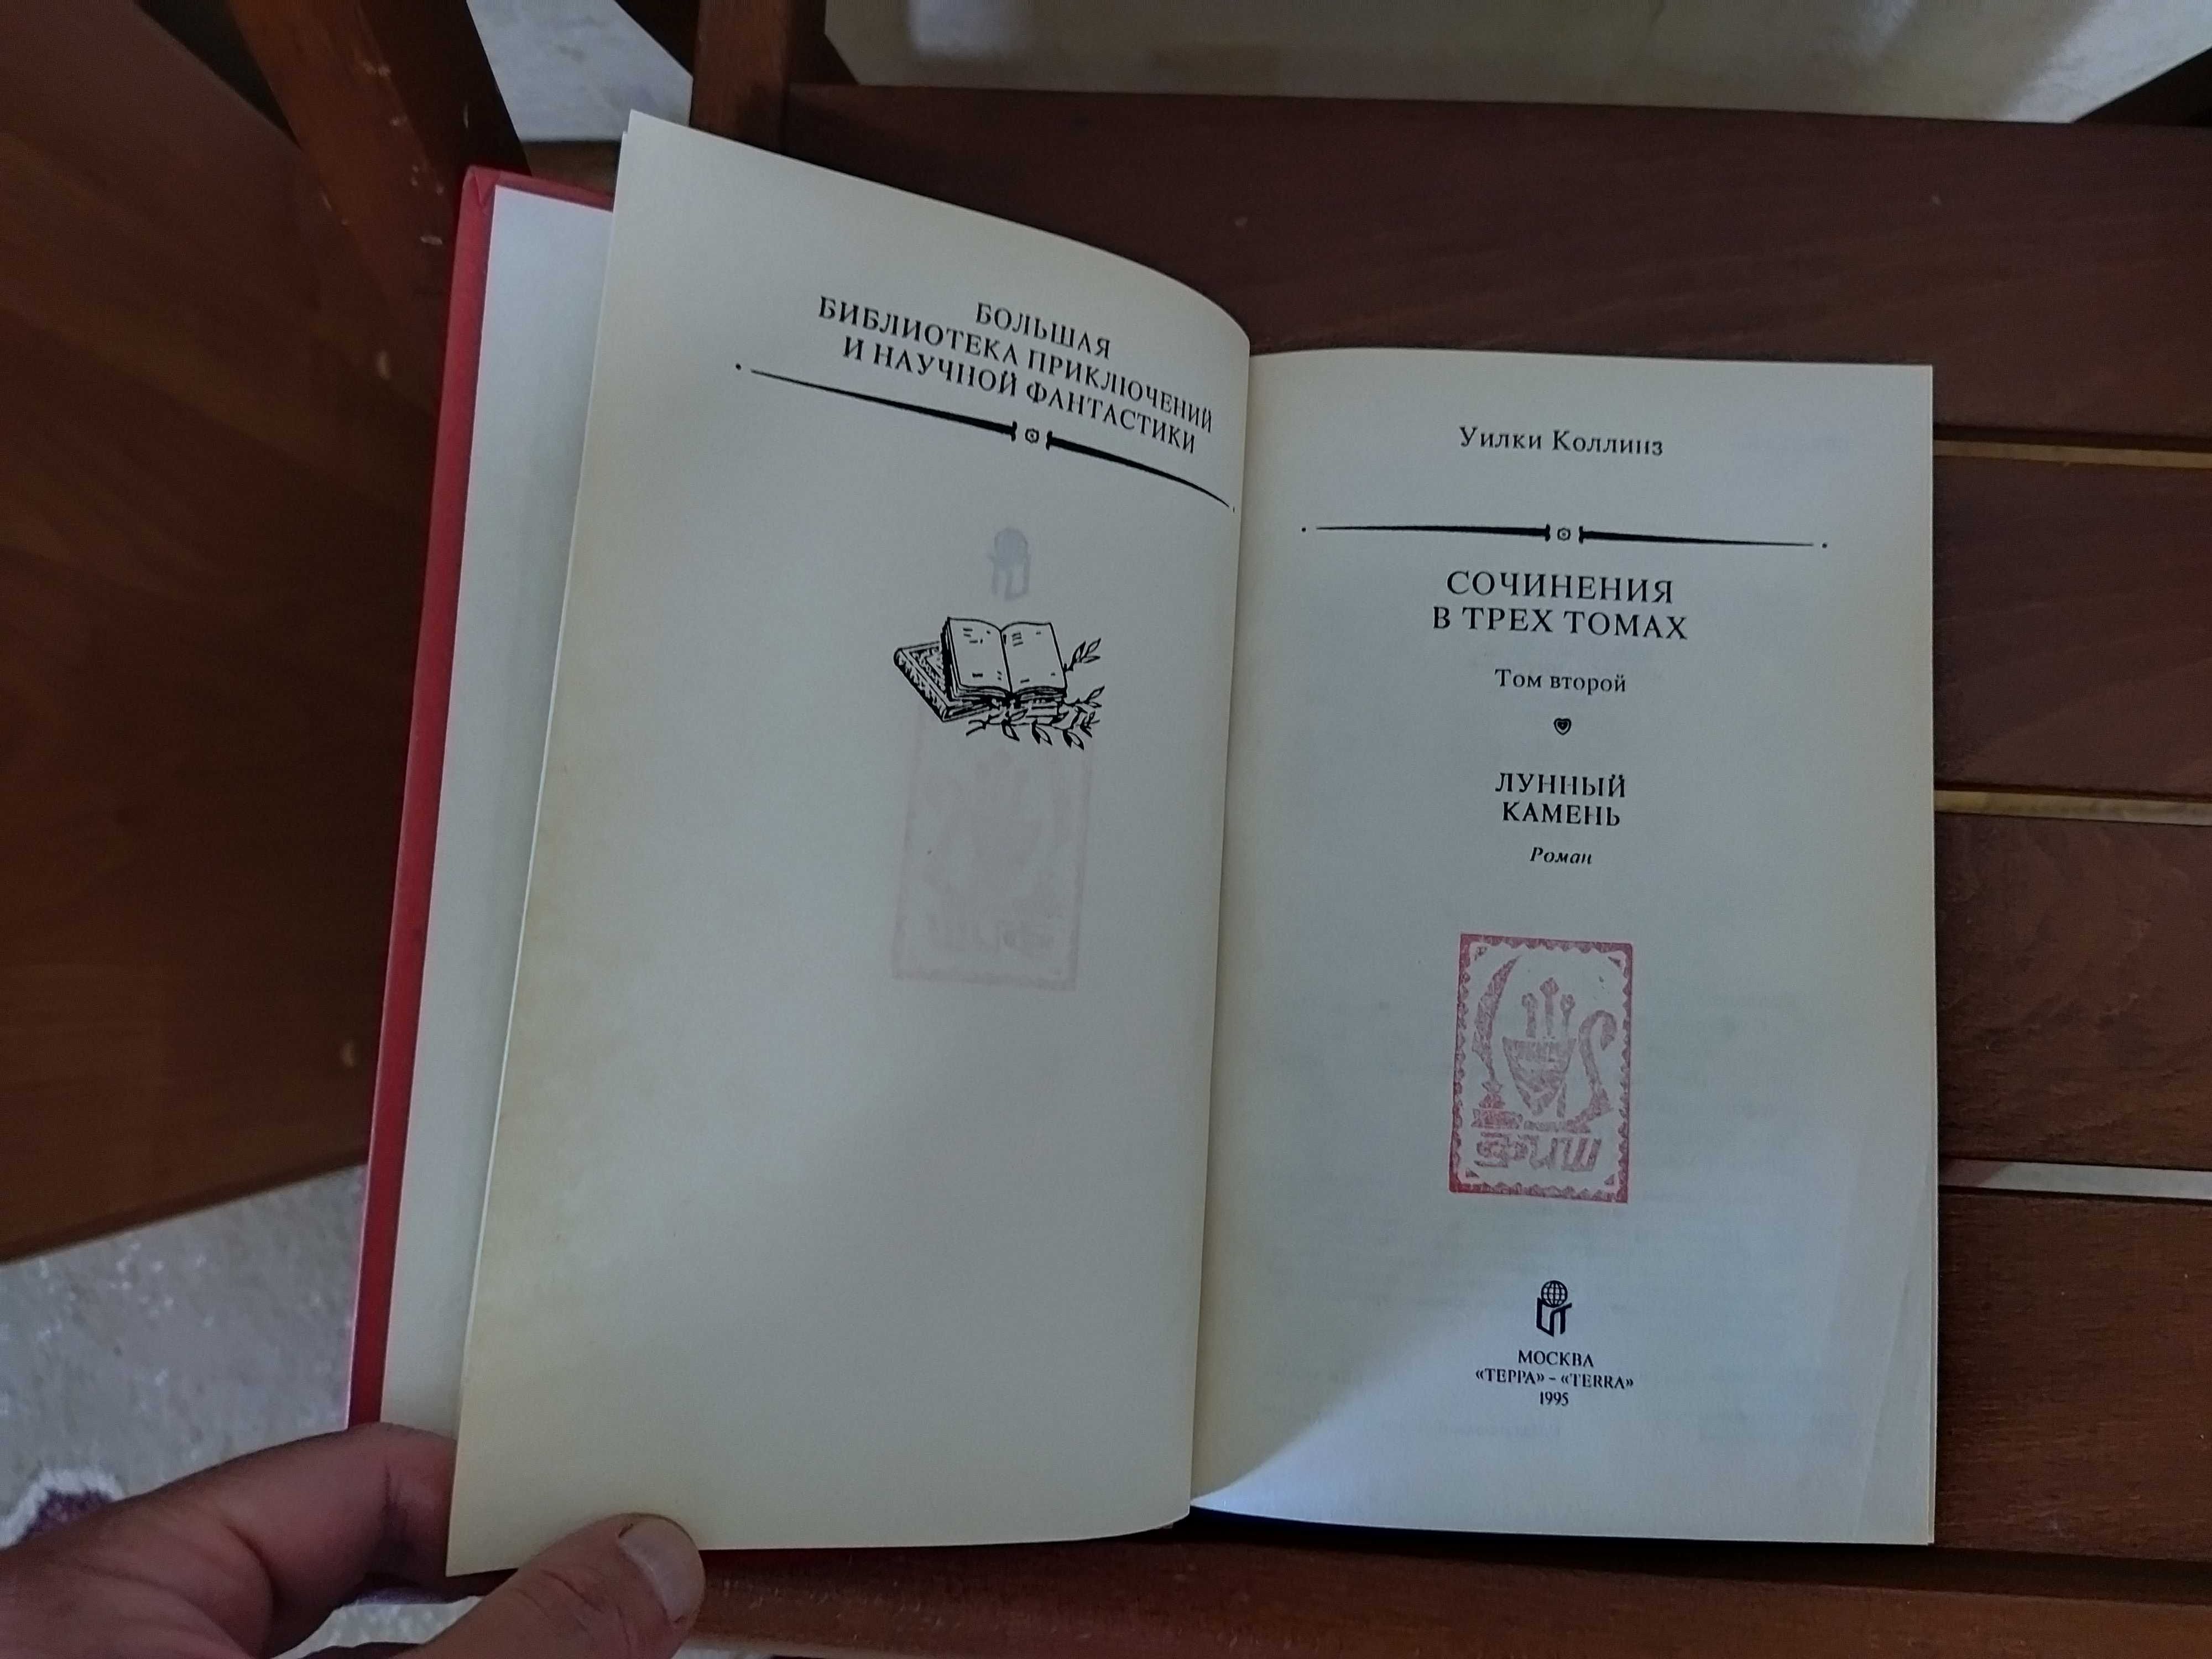 БОЛЬШАЯ
БИБЛИОТЕКА ПРИКЛЮЧЕНИЙ
И НАУЧНОЙ ФАНТАСТИКИ
Уилки Коллинз
СОЧИНЕНИЯ
В ТРЕХ ТОМАХ
Том второй
ЛУННЫЙ
КАМЕНЬ
Роман
МОСКВА
«ТЕРРА» – «TERRA»
1995